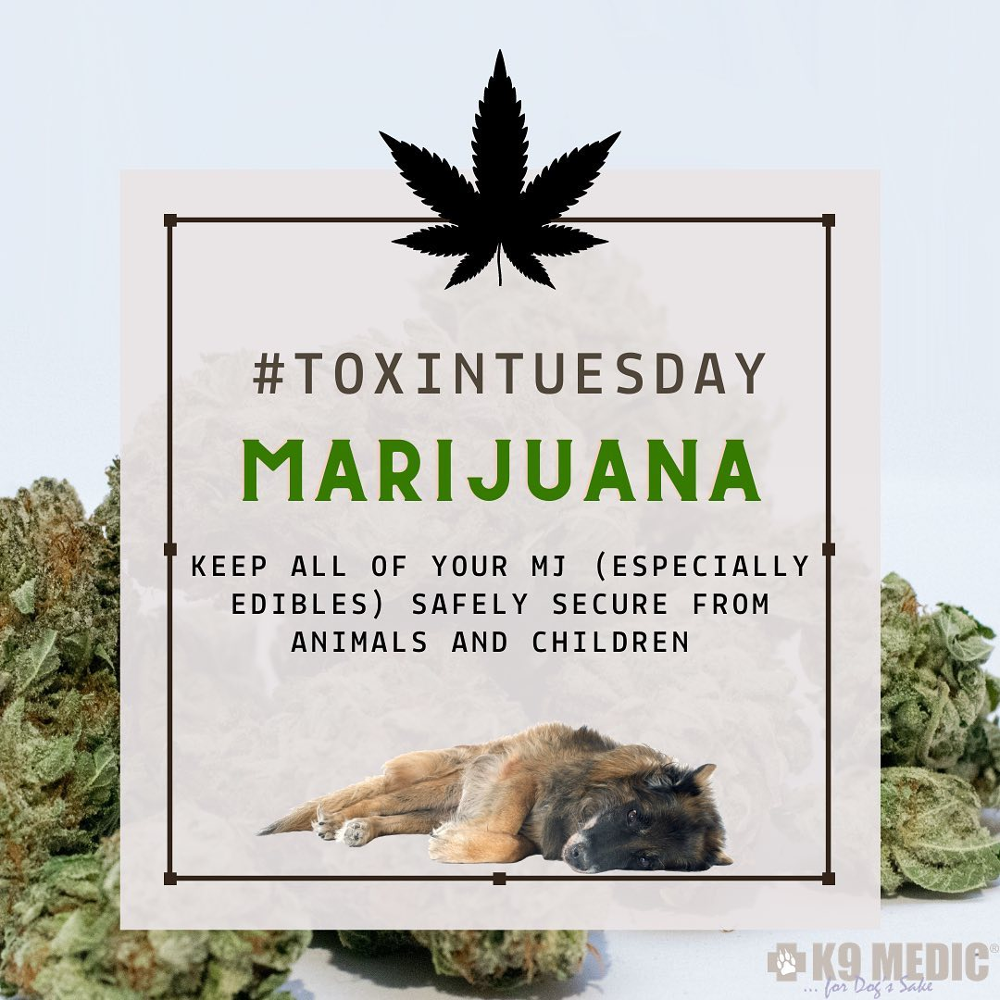 #TOXINTUESDAY
MARIJUANA
KEEP ALL OF YOUR MJ (ESPECIALLY
EDIBLES) SAFELY SECURE FROM
ANIMALS AND CHILDREN
K9 MEDIC®
... for Dog's Sake